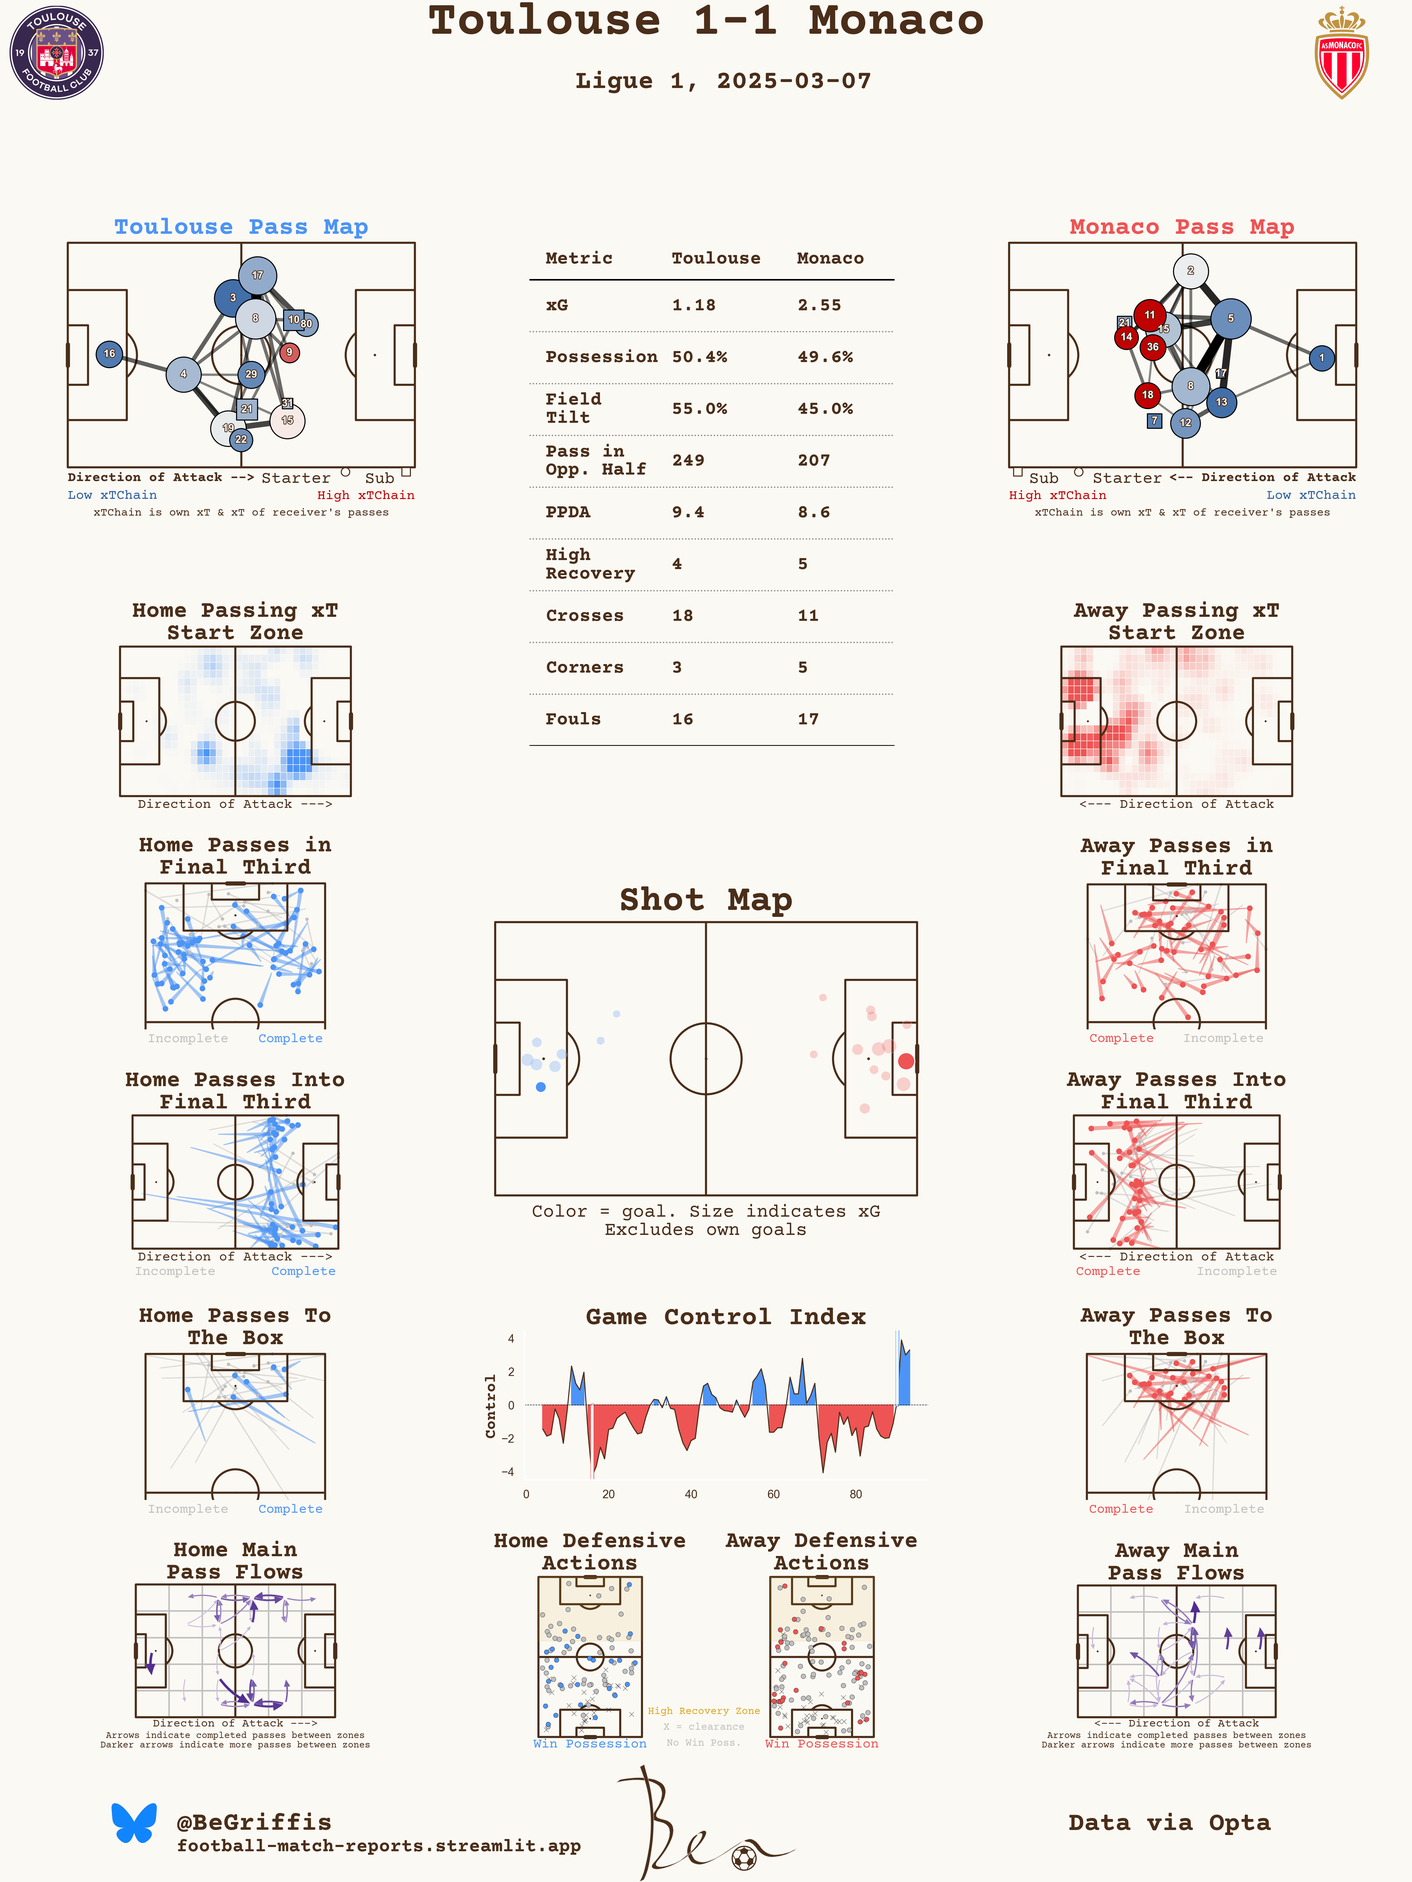 Toulouse 1-1 Monaco
Ligue 1, 2025-03-07
TOULOUSE
19 37
FOOTBALL CLUB
AS MONACO FC
Toulouse Pass Map
17
3
8
10
80
9
16
4
29
21
31
15
19
22
Direction of Attack --> Starter Sub
Low xTChain High xTChain
xTChain is own xT & xT of receiver's passes
Metric Toulouse Monaco
xG 1.18 2.55
Possession 50.4% 49.6%
Field
Tilt 55.0% 45.0%
Pass in
Opp. Half 249 207
PPDA 9.4 8.6
High
Recovery 4 5
Crosses 18 11
Corners 3 5
Fouls 16 17
Monaco Pass Map
2
11
5
21
15
14
36
1
17
8
18
13
7
12
Sub Starter <-- Direction of Attack
High xTChain Low xTChain
xTChain is own xT & xT of receiver's passes
Home Passing xT
Start Zone
Direction of Attack --->
Away Passing xT
Start Zone
<--- Direction of Attack
Home Passes in
Final Third
Incomplete Complete
Away Passes in
Final Third
Complete Incomplete
Shot Map
Color = goal. Size indicates xG
Excludes own goals
Home Passes Into
Final Third
Direction of Attack --->
Incomplete Complete
Away Passes Into
Final Third
<--- Direction of Attack
Complete Incomplete
Home Passes To
The Box
Incomplete Complete
Game Control Index
Control
4
2
0
−2
−4
0 20 40 60 80
Away Passes To
The Box
Complete Incomplete
Home Main
Pass Flows
Direction of Attack --->
Arrows indicate completed passes between zones
Darker arrows indicate more passes between zones
Home Defensive
Actions
Win Possession
High Recovery Zone
X = clearance
No Win Poss.
Away Defensive
Actions
Win Possession
Away Main
Pass Flows
<--- Direction of Attack
Arrows indicate completed passes between zones
Darker arrows indicate more passes between zones
@BeGriffis
football-match-reports.streamlit.app
Ben
Data via Opta